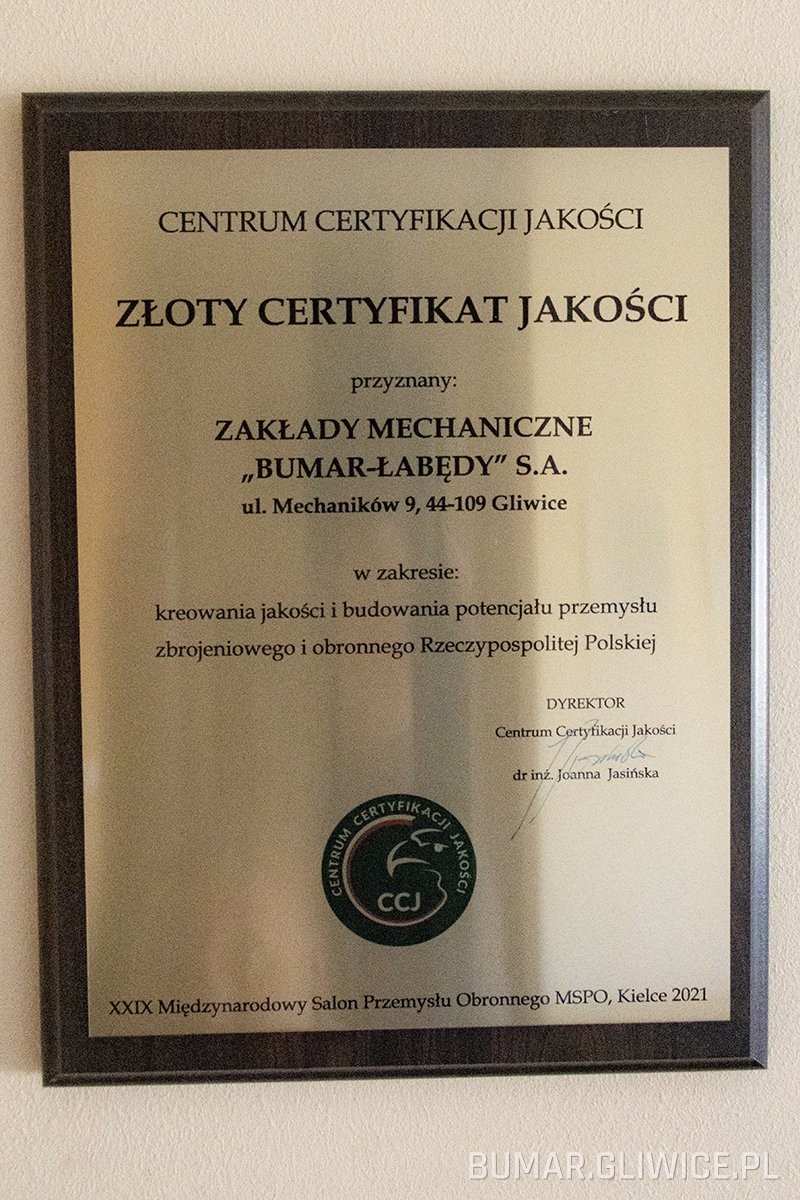 CENTRUM CERTYFIKACJI JAKOŚCI
ZŁOTY CERTYFIKAT JAKOŚCI
przyznany:
ZAKŁADY MECHANICZNE
„BUMAR-ŁABĘDY” S.A.
ul. Mechaników 9, 44-109 Gliwice
w zakresie:
kreowania jakości i budowania potencjału przemysłu
zbrojeniowego i obronnego Rzeczypospolitej Polskiej
DYREKTOR
Centrum Certyfikacji Jakości
dr inż. Joanna Jasińska
CENTRUM CERTYFIKACJI JAKOŚCI
CCJ
XXIX Międzynarodowy Salon Przemysłu Obronnego MSPO, Kielce 2021
BUMAR.GLIWICE.PL